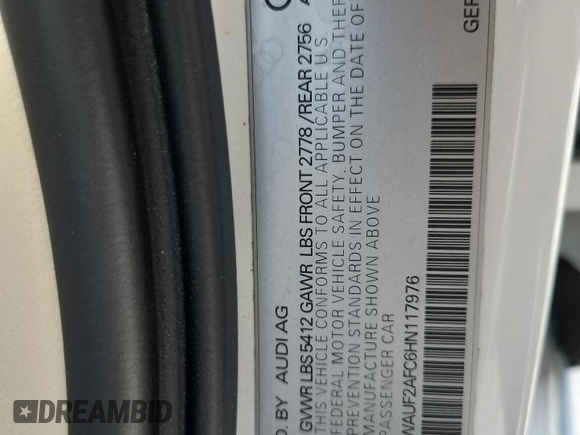 D. BY AUDI AG
GVWR LBS 5412 GAWR LBS FRONT 2778 /REAR 2756
THIS VEHICLE CONFORMS TO ALL APPLICABLE U.S.
FEDERAL MOTOR VEHICLE SAFETY, BUMPER AND THE
PREVENTION STANDARDS IN EFFECT ON THE DATE OF
MANUFACTURE SHOWN ABOVE
PASSENGER CAR
WAUF2AFC6HN117976
GER
DREAMBID